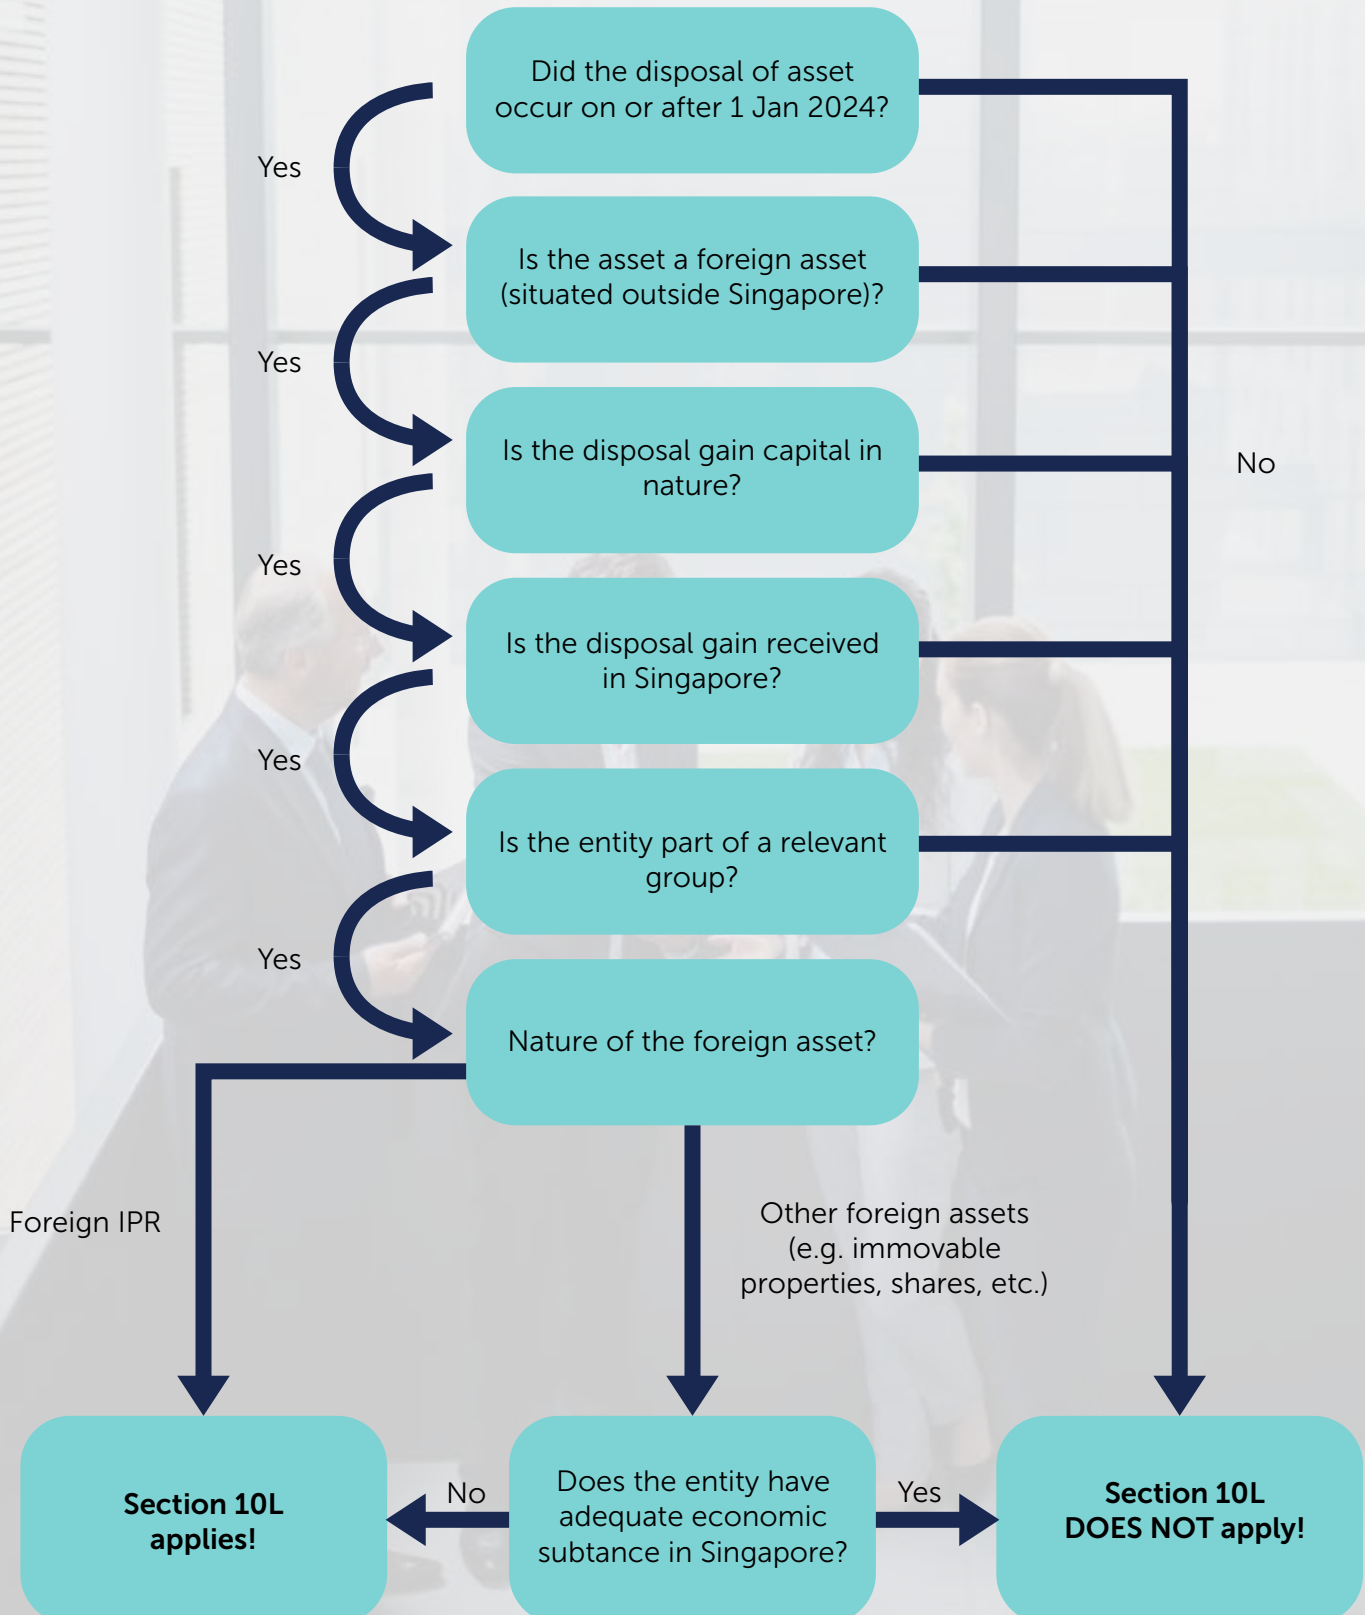 Did the disposal of asset
occur on or after 1 Jan 2024?
Yes
Is the asset a foreign asset
(situated outside Singapore)?
Yes
Is the disposal gain capital in
nature?
No
Yes
Is the disposal gain received
in Singapore?
Yes
Is the entity part of a relevant
group?
Yes
Nature of the foreign asset?
Foreign IPR
Other foreign assets
(e.g. immovable
properties, shares, etc.)
Section 10L
applies!
No
Does the entity have
adequate economic
subtance in Singapore?
Yes
Section 10L
DOES NOT apply!